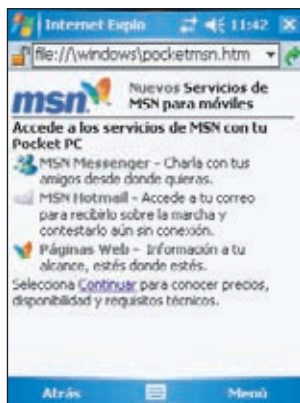 Internet Explo 11:42
file://\windows\pocketmsn.htm
msn
Nuevos Servicios de
MSN para móviles
Accede a los servicios de MSN con tu
Pocket PC
MSN Messenger - Charla con tus
amigos desde donde quieras.
MSN Hotmail - Accede a tu correo
para recibirlo sobre la marcha y
contestarlo aún sin conexión.
Páginas Web - Información a tu
alcance, estés donde estés.
Selecciona Continuar para conocer precios,
disponibilidad y requisitos técnicos.
Atrás Menú